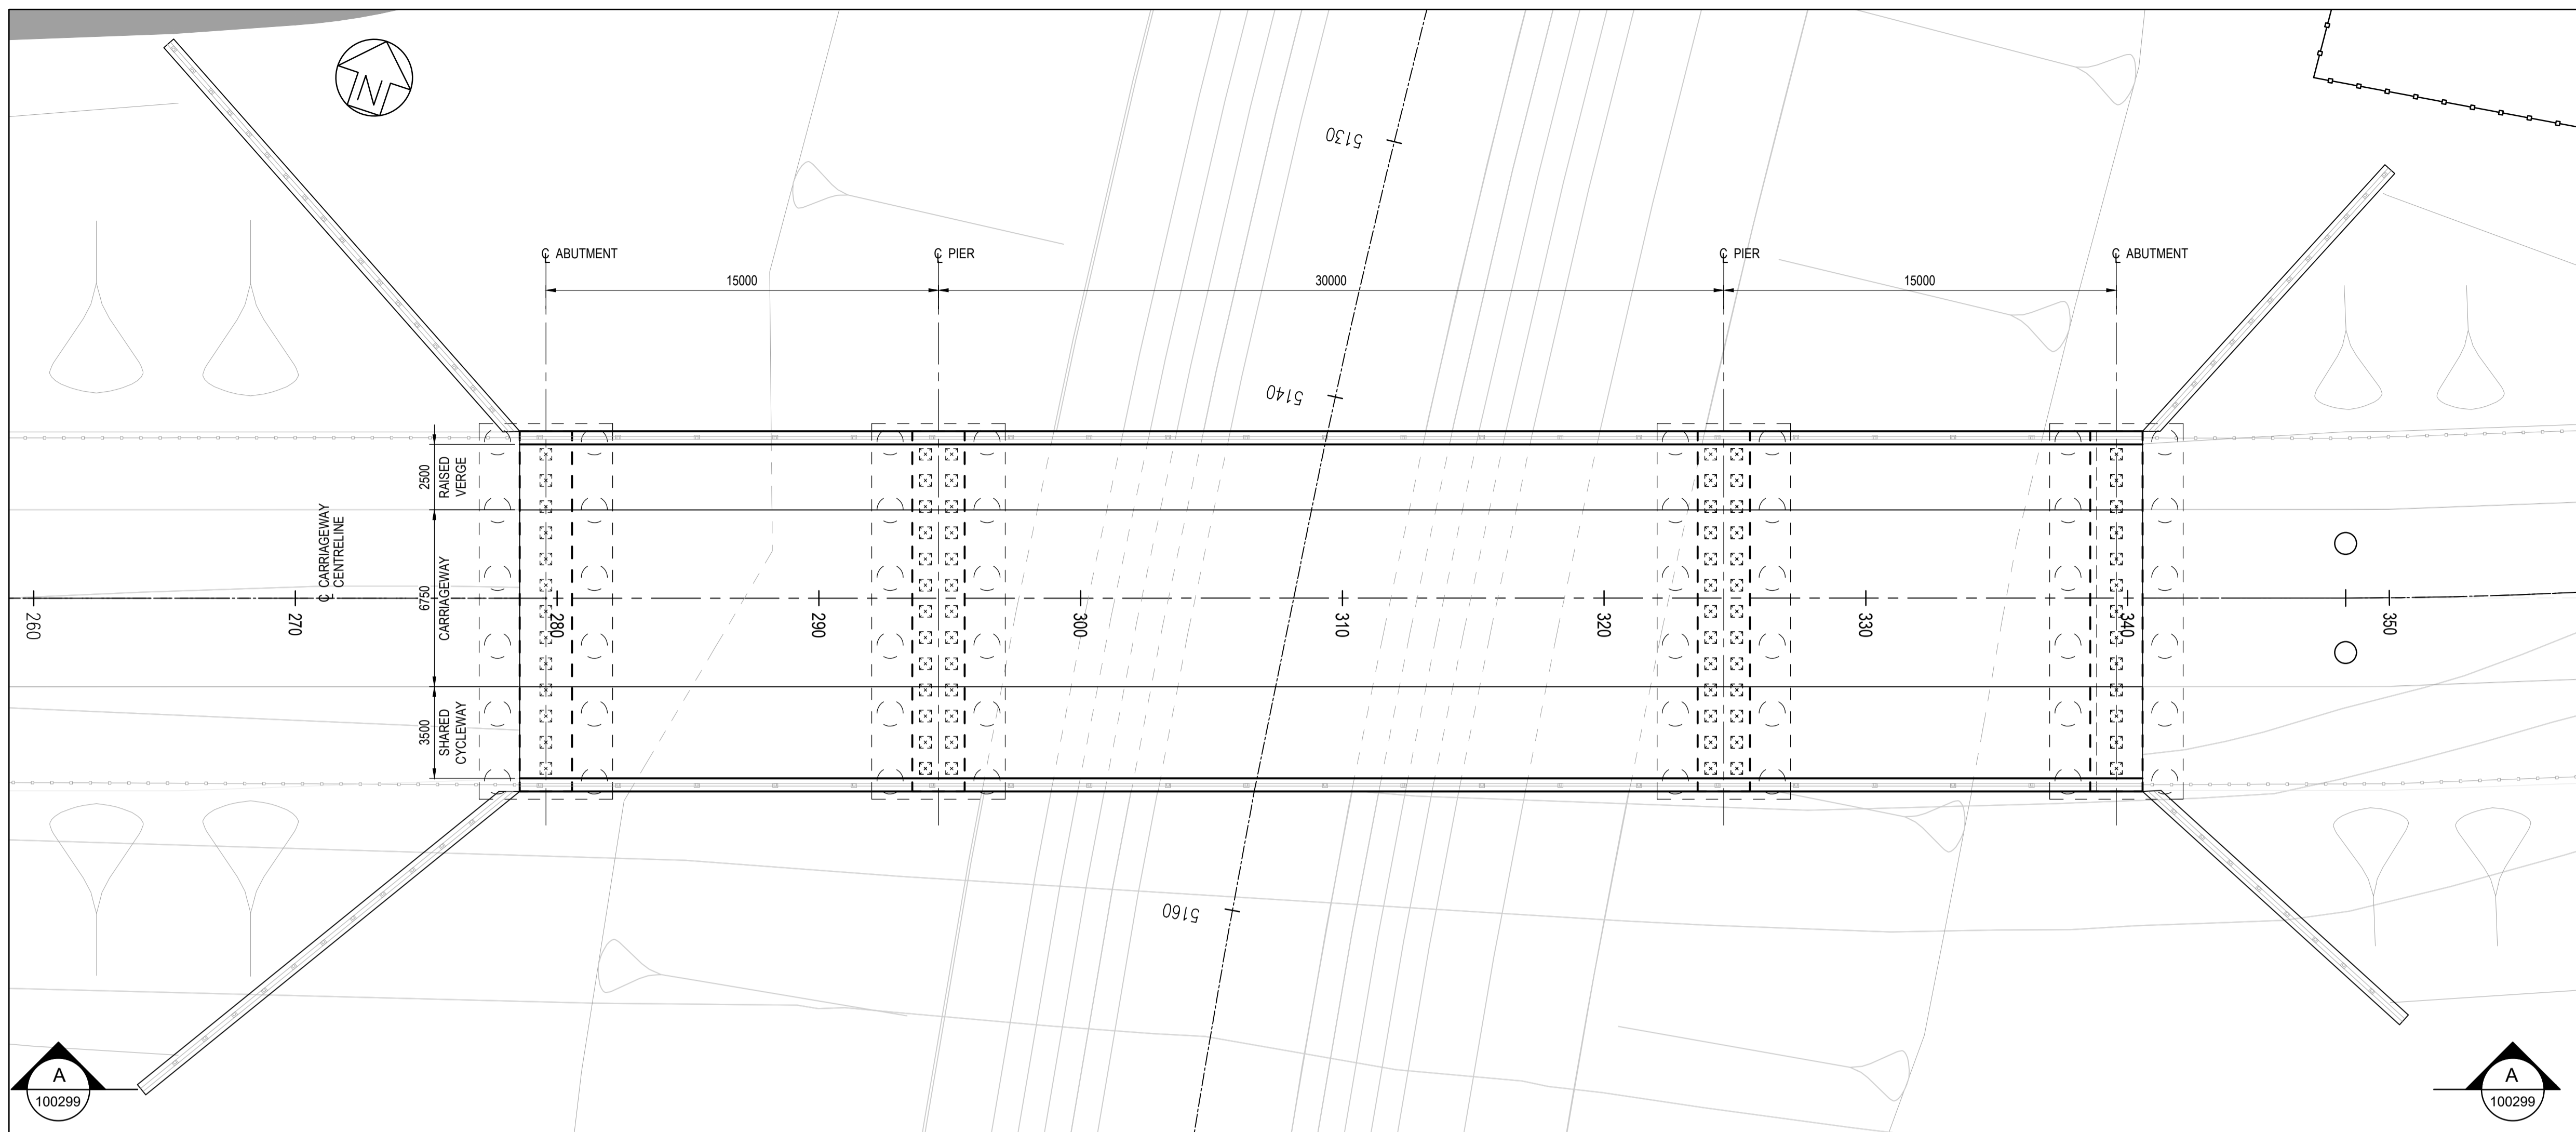 N
5130
℄ ABUTMENT
℄ PIER
℄ PIER
℄ ABUTMENT
15000
30000
15000
5140
2500
RAISED
VERGE
℄ CARRIAGEWAY
CENTRELINE
6750
CARRIAGEWAY
260
270
280
290
300
310
320
330
340
350
3500
SHARED
CYCLEWAY
5160
A
100299
A
100299